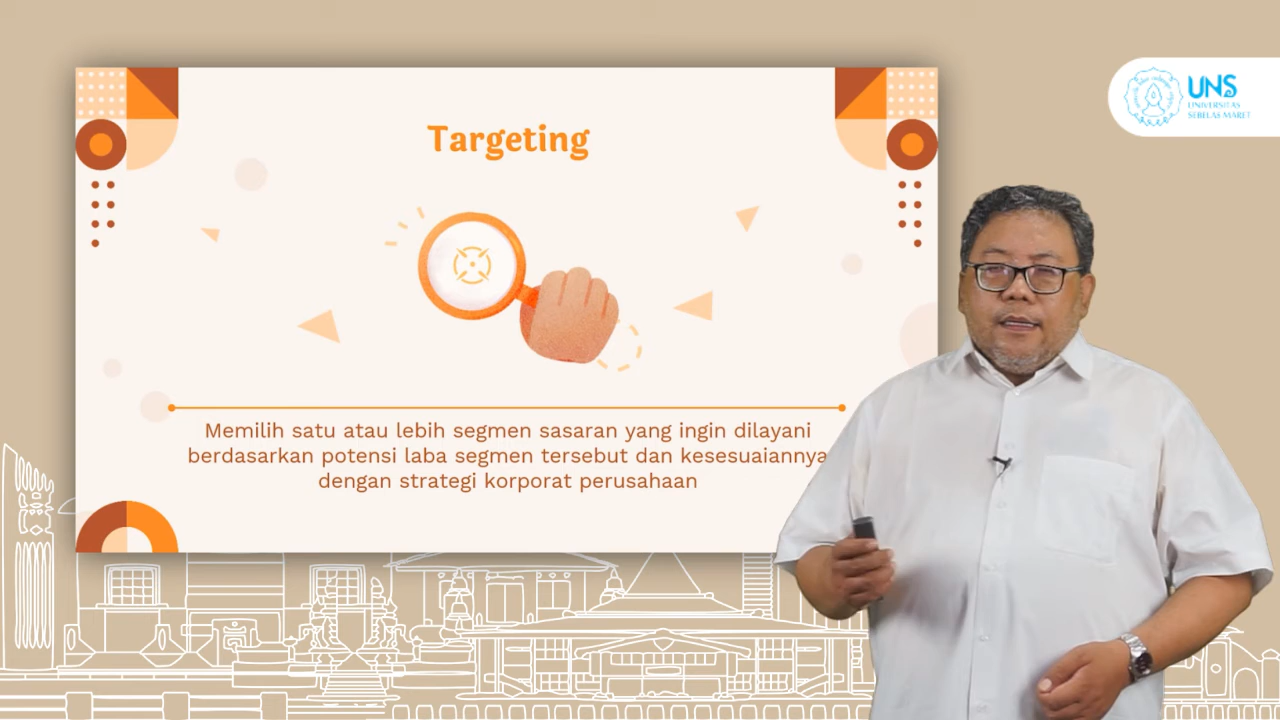 Targeting
Memilih satu atau lebih segmen sasaran yang ingin dilayani
berdasarkan potensi laba segmen tersebut dan kesesuaiannya
dengan strategi korporat perusahaan
UNS
UNIVERSITAS
SEBELAS MARET